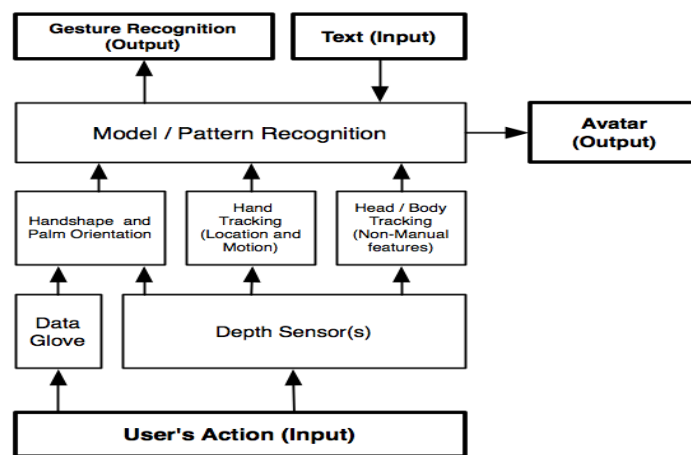 Gesture Recognition
(Output)
Text (Input)
Model / Pattern Recognition
Avatar
(Output)
Handshape and
Palm Orientation
Hand
Tracking
(Location and
Motion)
Head / Body
Tracking
(Non-Manual
features)
Data
Glove
Depth Sensor(s)
User's Action (Input)